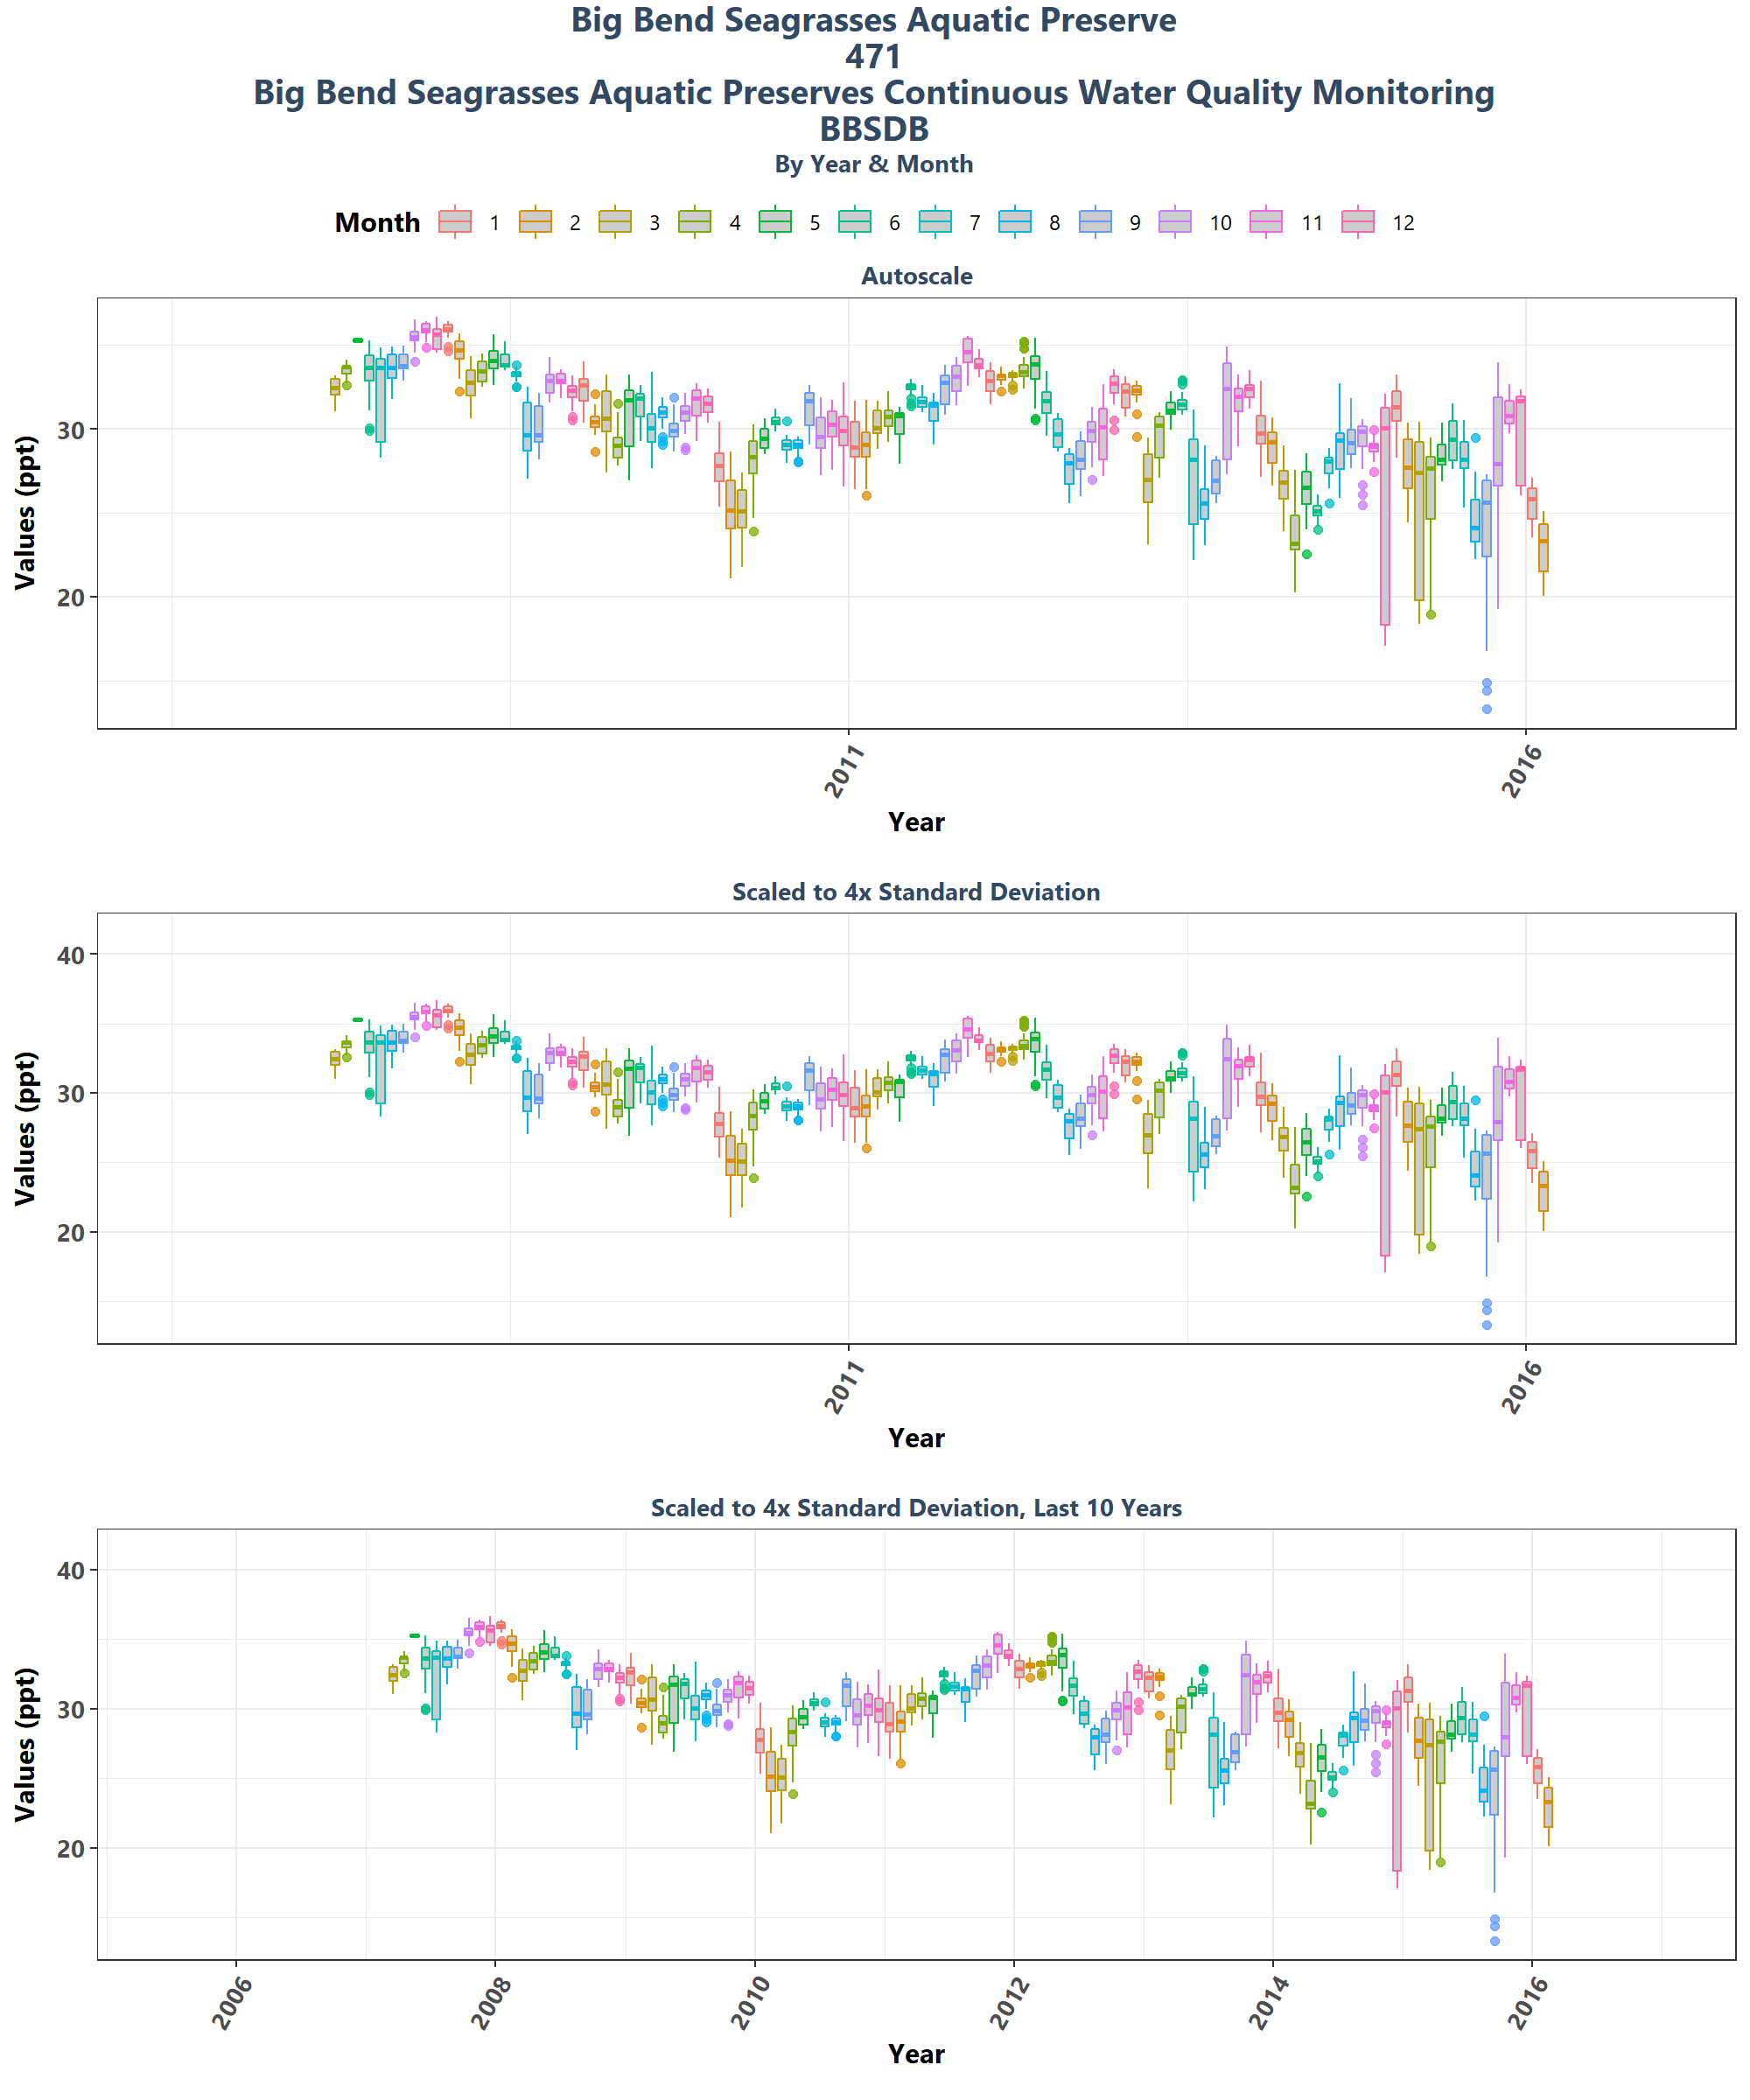 Big Bend Seagrasses Aquatic Preserve
471
Big Bend Seagrasses Aquatic Preserves Continuous Water Quality Monitoring
BBSDB
By Year & Month
Month 1 2 3 4 5 6 7 8 9 10 11 12
Autoscale
Values (ppt)
30
20
2011 2016
Year
Scaled to 4x Standard Deviation
Values (ppt)
40
30
20
2011 2016
Year
Scaled to 4x Standard Deviation, Last 10 Years
Values (ppt)
40
30
20
2006 2008 2010 2012 2014 2016
Year